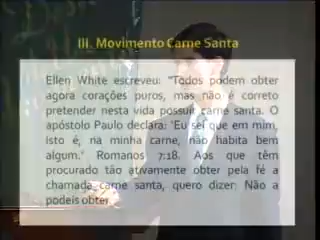 III. Movimento Carne Santa
Ellen White escreveu: "Todos podem obter
agora corações puros, mas não é correto
pretender nesta vida possuir carne santa. O
apóstolo Paulo declara: 'Eu sei que em mim,
isto é, na minha carne, não habita bem
algum.' Romanos 7:18. Aos que têm
procurado tão ativamente obter pela fé a
chamada carne santa, quero dizer: Não a
podeis obter